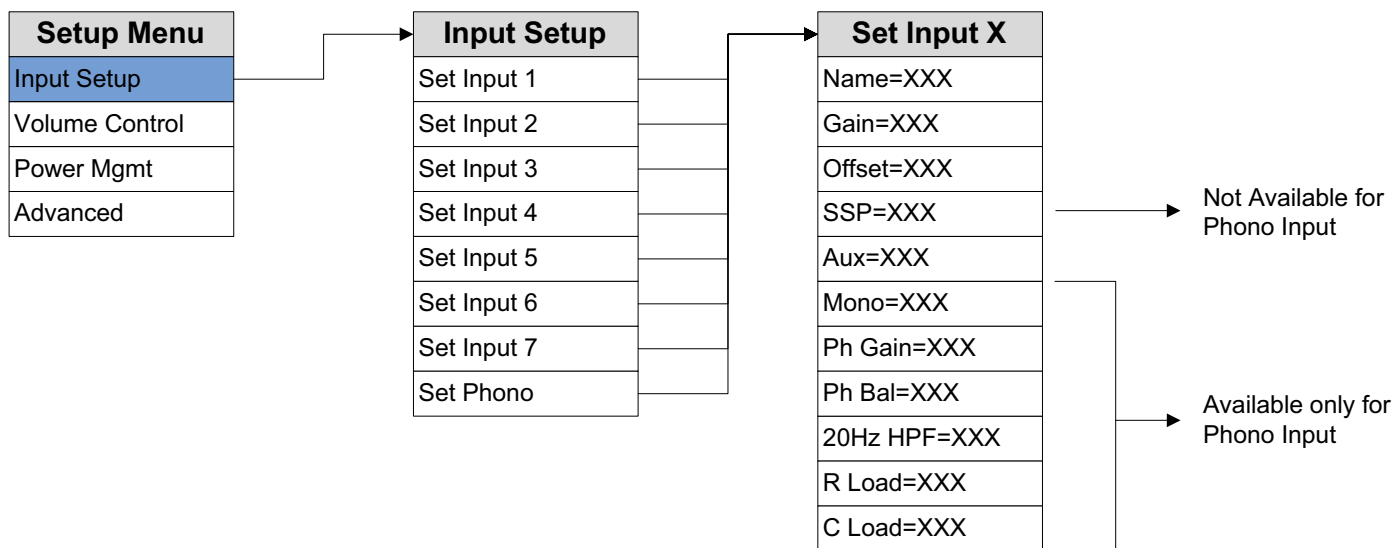 Setup Menu
Input Setup
Volume Control
Power Mgmt
Advanced
Input Setup
Set Input 1
Set Input 2
Set Input 3
Set Input 4
Set Input 5
Set Input 6
Set Input 7
Set Phono
Set Input X
Name=XXX
Gain=XXX
Offset=XXX
SSP=XXX
Aux=XXX
Mono=XXX
Ph Gain=XXX
Ph Bal=XXX
20Hz HPF=XXX
R Load=XXX
C Load=XXX
Not Available for
Phono Input
Available only for
Phono Input